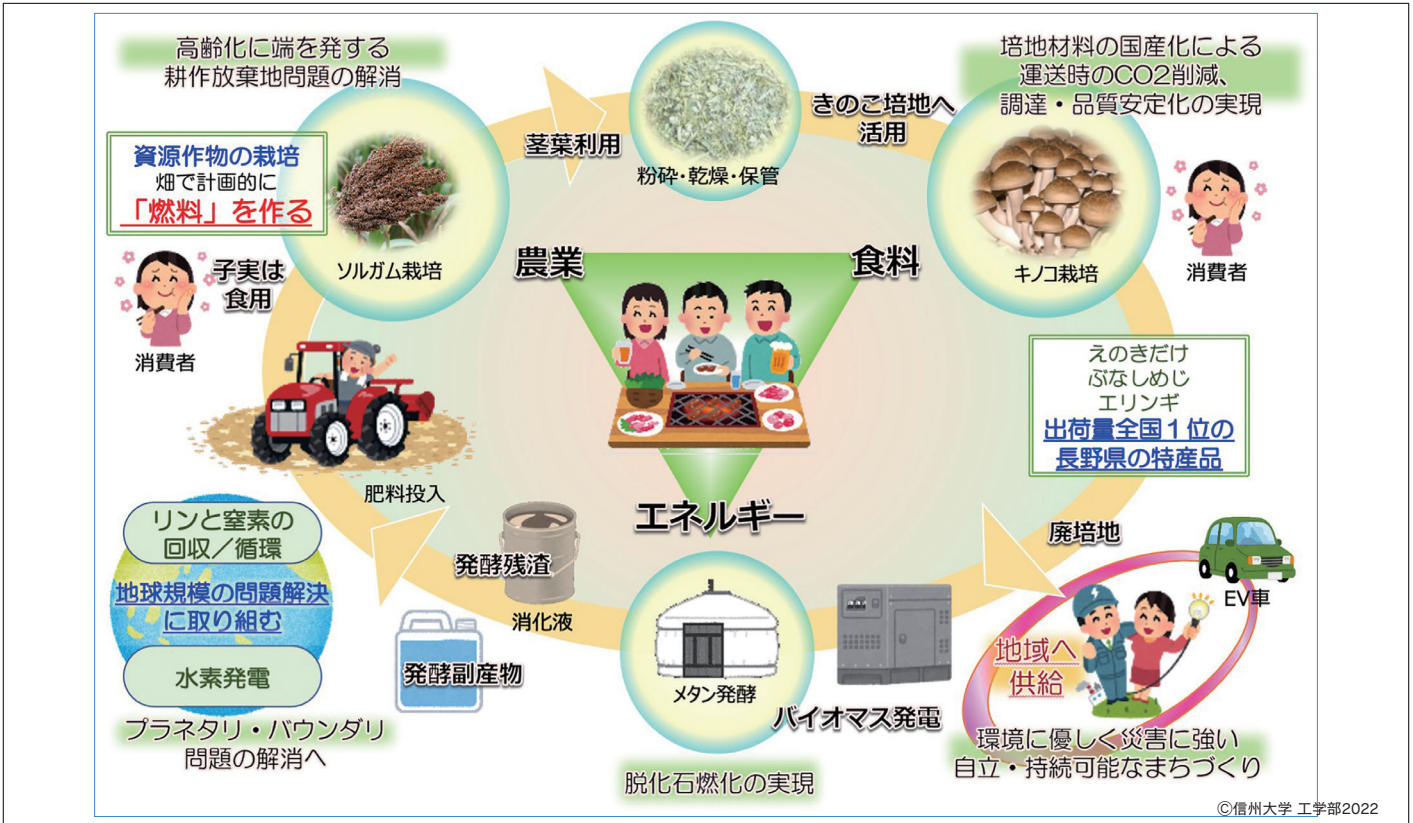 高齢化に端を発する
耕作放棄地問題の解消
資源作物の栽培
畑で計画的に
「燃料」を作る
ソルガム栽培
子実は
食用
消費者
茎葉利用
粉砕・乾燥・保管
きのこ培地へ
活用
培地材料の国産化による
運送時のCO2削減、
調達・品質安定化の実現
キノコ栽培
消費者
農業
食料
エネルギー
えのきだけ
ぶなしめじ
エリンギ
出荷量全国１位の
長野県の特産品
廃培地
EV車
地域へ
供給
環境に優しく災害に強い
自立・持続可能なまちづくり
バイオマス発電
メタン発酵
脱化石燃化の実現
発酵残渣
消化液
発酵副産物
肥料投入
リンと窒素の
回収／循環
地球規模の問題解決
に取り組む
水素発電
プラネタリ・バウンダリ
問題の解消へ
©信州大学 工学部2022